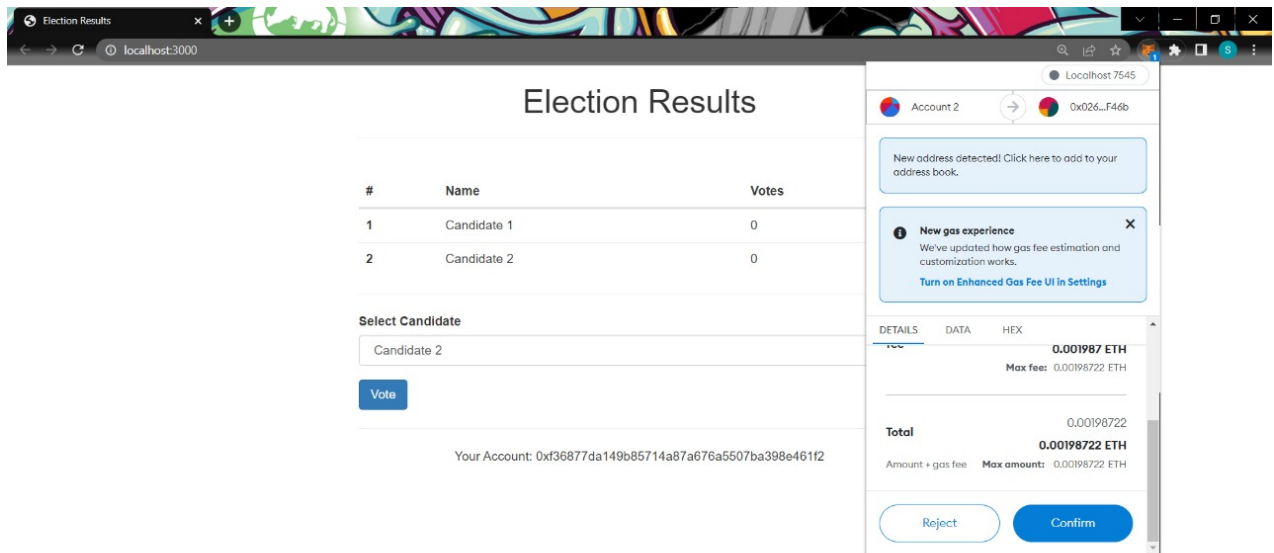 Election Results
localhost:3000
S
1
Election Results
# Name Votes
1 Candidate 1 0
2 Candidate 2 0
Select Candidate
Candidate 2
Vote
Your Account: 0xf36877da149b85714a87a676a5507ba398e461f2
Localhost 7545
Account 2 0x026...F46b
New address detected! Click here to add to your
address book.
New gas experience
We've updated how gas fee estimation and
customization works.
Turn on Enhanced Gas Fee UI in Settings
DETAILS DATA HEX
fee 0.001987 ETH
Max fee: 0.00198722 ETH
0.00198722
Total
0.00198722 ETH
Amount + gas fee Max amount: 0.00198722 ETH
Reject Confirm